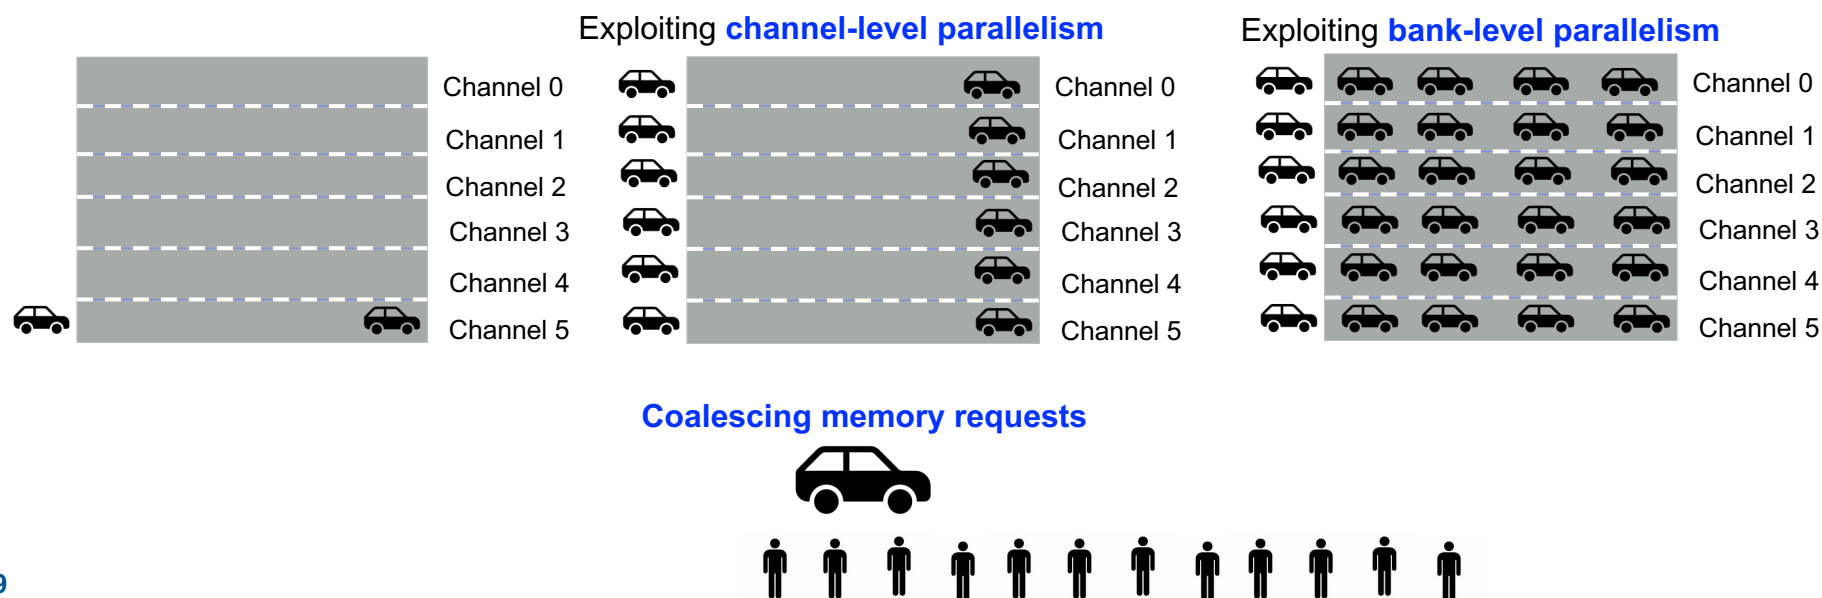 Exploiting channel-level parallelism
Exploiting bank-level parallelism
Channel 0
Channel 1
Channel 2
Channel 3
Channel 4
Channel 5
Channel 0
Channel 1
Channel 2
Channel 3
Channel 4
Channel 5
Channel 0
Channel 1
Channel 2
Channel 3
Channel 4
Channel 5
Coalescing memory requests
9